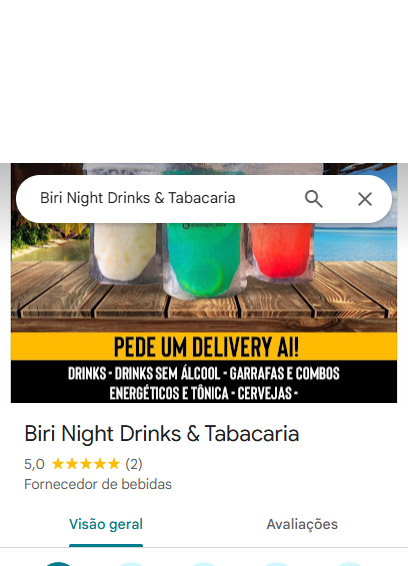 Biri Night Drinks & Tabacaria
PEDE UM DELIVERY AI!
DRINKS - DRINKS SEM ÁLCOOL - GARRAFAS E COMBOS
ENERGÉTICOS E TÔNICA - CERVEJAS -
Biri Night Drinks & Tabacaria
5,0 ★★★★★ (2)
Fornecedor de bebidas
Visão geral Avaliações